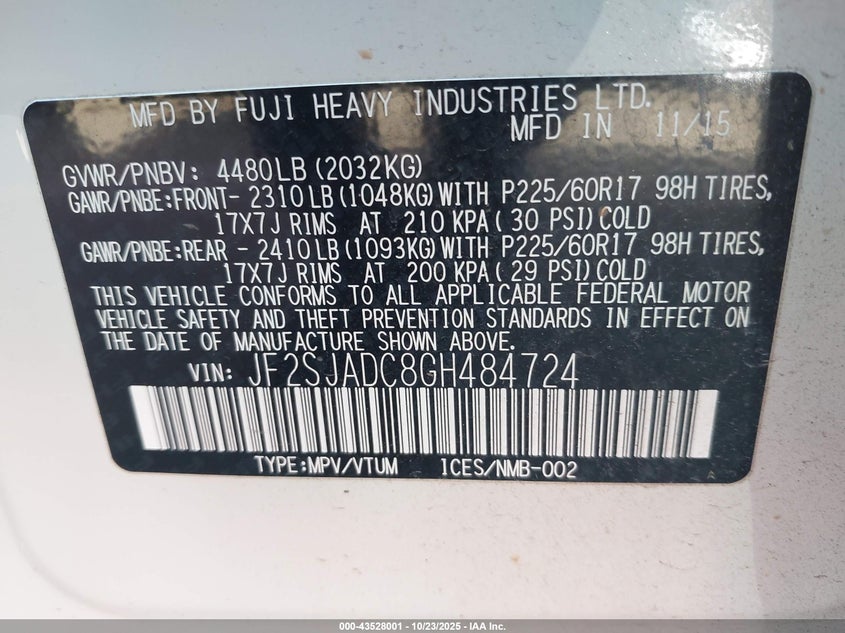 MFD BY FUJI HEAVY INDUSTRIES LTD.
MFD IN 11/15
GVWR/PNBV: 4480LB(2032KG)
GAWR/PNBE:FRONT- 2310LB(1048KG)WITH P225/60R17 98H TIRES,
17X7J RIMS AT 210 KPA( 30 PSI)COLD
GAWR/PNBE:REAR - 2410LB(1093KG)WITH P225/60R17 98H TIRES,
17X7J RIMS AT 200 KPA( 29 PSI)COLD
THIS VEHICLE CONFORMS TO ALL APPLICABLE FEDERAL MOTOR
VEHICLE SAFETY AND THEFT PREVENTION STANDARDS IN EFFECT ON
THE DATE OF MANUFACTURE SHOWN ABOVE.
VIN: JF2SJADC8GH484724
TYPE:MPV/VTUM ICES/NMB-002
000-43528001 - 10/23/2025 - IAA Inc.